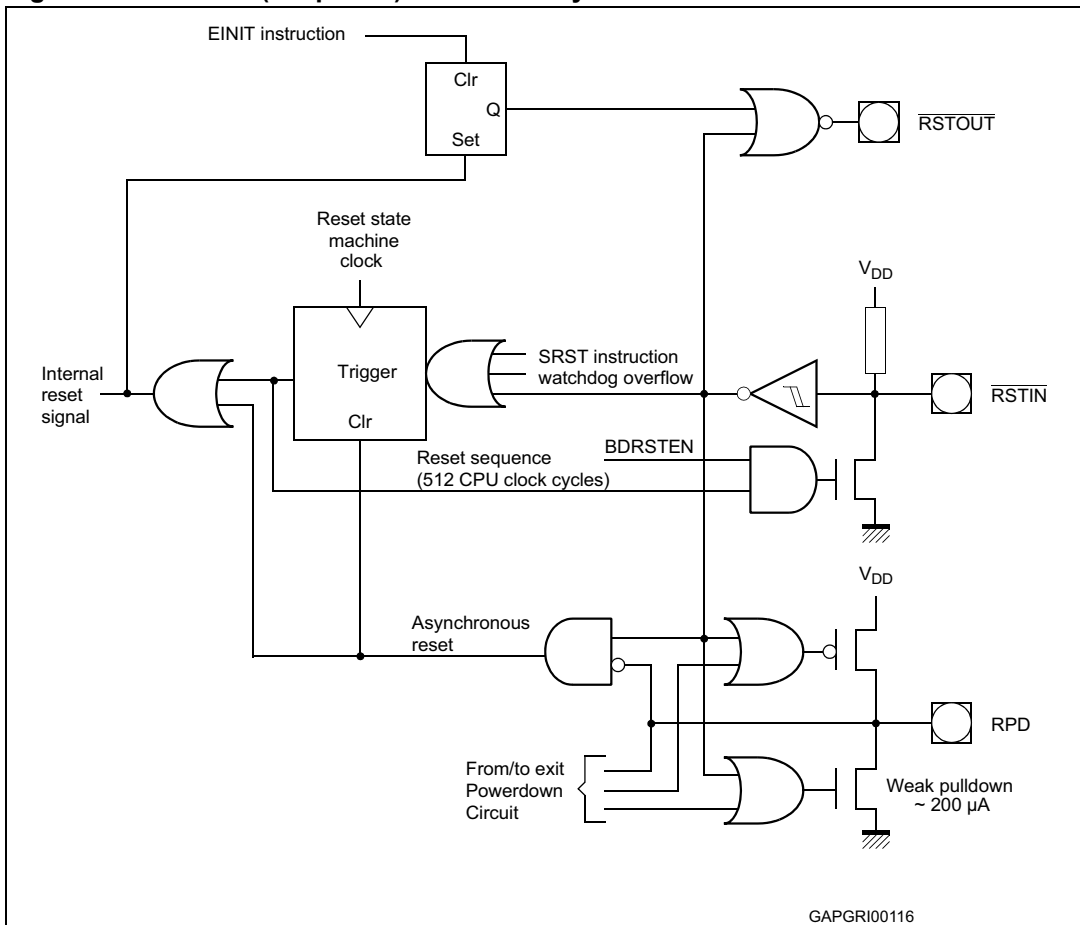 EINIT instruction
Clr
Q
Set
RSTOUT
Reset state
machine
clock
VDD
Trigger
SRST instruction
watchdog overflow
Internal
reset
signal
RSTIN
Clr
BDRSTEN
Reset sequence
(512 CPU clock cycles)
VDD
Asynchronous
reset
RPD
From/to exit
Powerdown
Circuit
Weak pulldown
~ 200 µA
GAPGRI00116